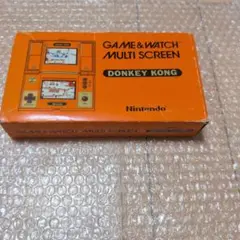 GAME&WATCH
MULTI SCREEN
DONKEY KONG
Nintendo